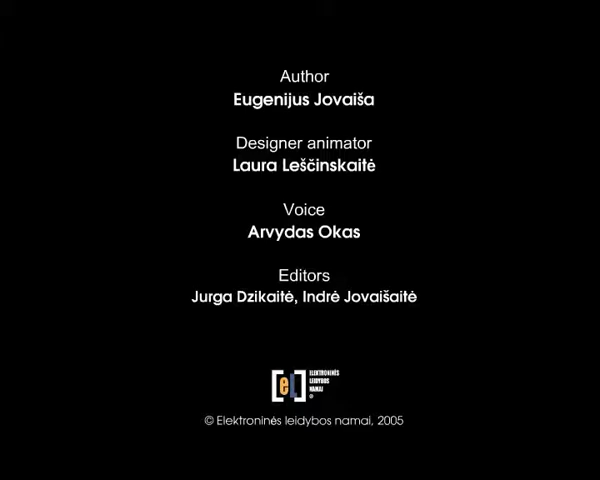 Author
Eugenijus Jovaiša
Designer animator
Laura Leščinskaitė
Voice
Arvydas Okas
Editors
Jurga Dzikaitė, Indrė Jovaišaitė
[eL]
ELEKTRONINĖS
LEIDYBOS
NAMAI
©
© Elektroninės leidybos namai, 2005